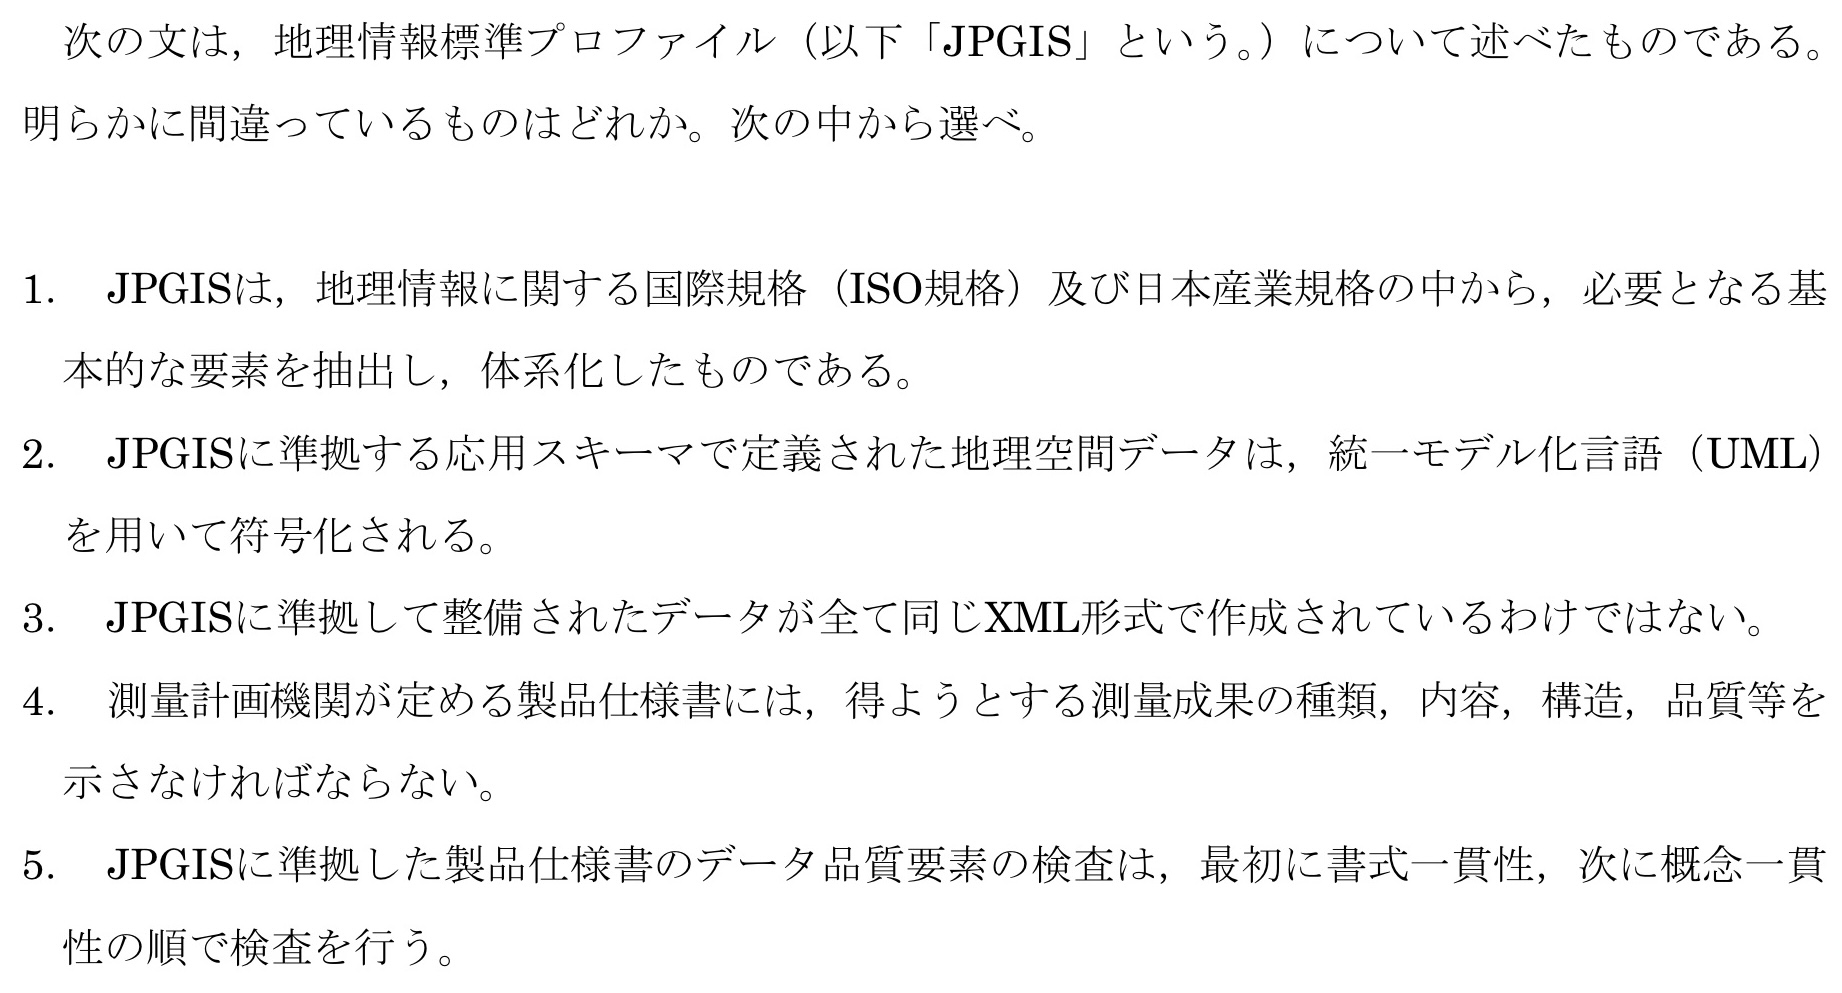 次の文は，地理情報標準プロファイル（以下「JPGIS」という。）について述べたものである。
明らかに間違っているものはどれか。次の中から選べ。
1. JPGISは，地理情報に関する国際規格（ISO規格）及び日本産業規格の中から，必要となる基
本的な要素を抽出し，体系化したものである。
2. JPGISに準拠する応用スキーマで定義された地理空間データは，統一モデル化言語（UML）
を用いて符号化される。
3. JPGISに準拠して整備されたデータが全て同じXML形式で作成されているわけではない。
4. 測量計画機関が定める製品仕様書には，得ようとする測量成果の種類，内容，構造，品質等を
示さなければならない。
5. JPGISに準拠した製品仕様書のデータ品質要素の検査は，最初に書式一貫性，次に概念一貫
性の順で検査を行う。